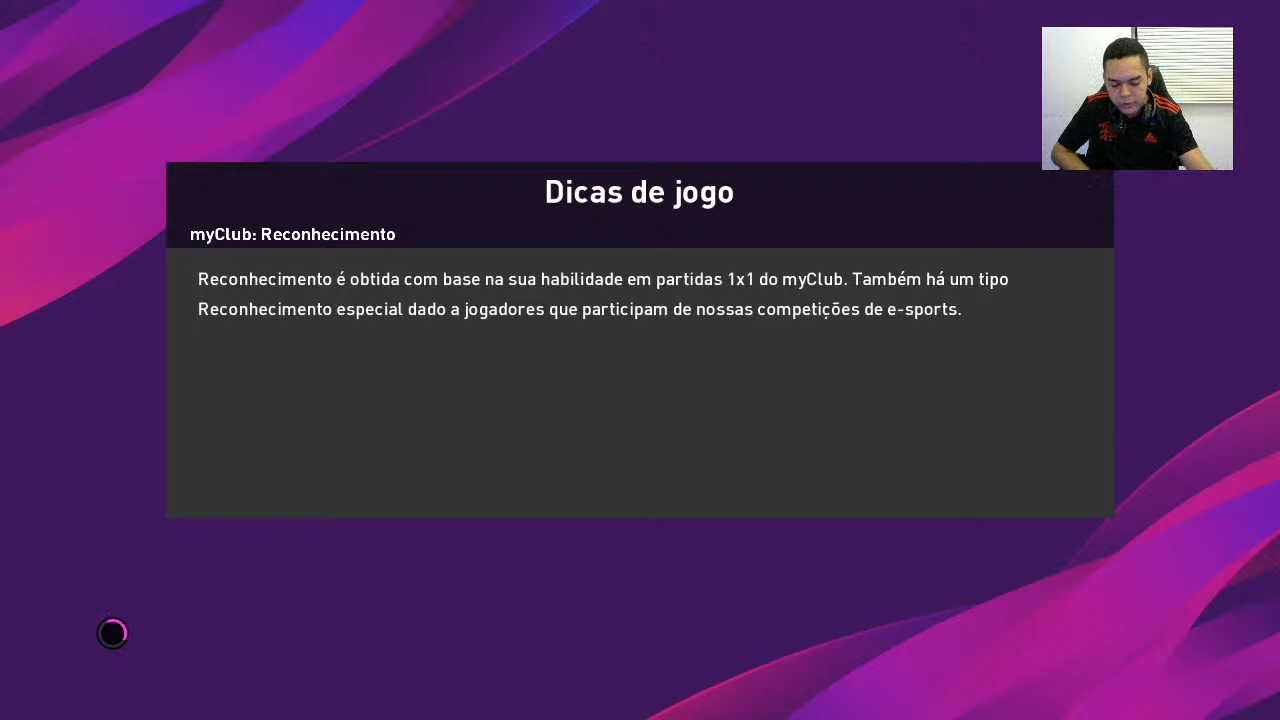 Dicas de jogo
myClub: Reconhecimento
Reconhecimento é obtida com base na sua habilidade em partidas 1x1 do myClub. Também há um tipo
Reconhecimento especial dado a jogadores que participam de nossas competições de e-sports.